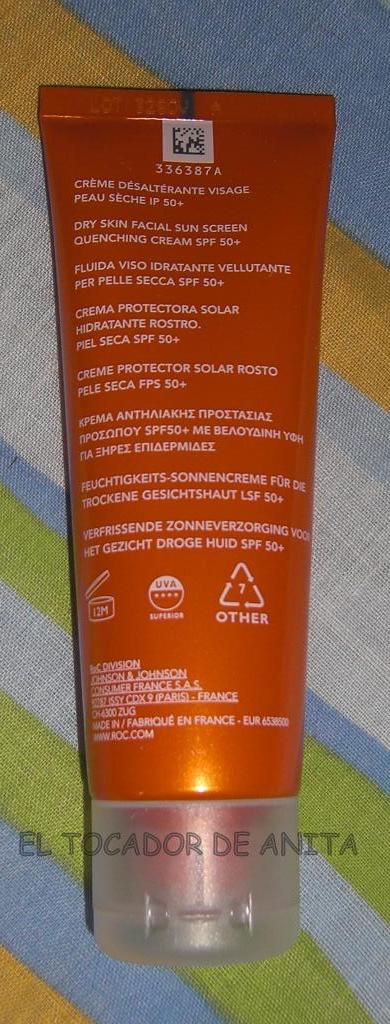 336387A
CRÈME DÉSALTÉRANTE VISAGE
PEAU SÈCHE IP 50+
DRY SKIN FACIAL SUN SCREEN
QUENCHING CREAM SPF 50+
FLUIDA VISO IDRATANTE VELLUTANTE
PER PELLE SECCA SPF 50+
CREMA PROTECTORA SOLAR
HIDRATANTE ROSTRO.
PIEL SECA SPF 50+
CREME PROTECTOR SOLAR ROSTO
PELE SECA FPS 50+
ΚΡΕΜΑ ΑΝΤΗΛΙΑΚΗΣ ΠΡΟΣΤΑΣΙΑΣ
ΠΡΟΣΩΠΟΥ SPF50+ ΜΕ ΒΕΛΟΥΔΙΝΗ ΥΦΗ
ΓΙΑ ΞΗΡΕΣ ΕΠΙΔΕΡΜΙΔΕΣ
FEUCHTIGKEITS-SONNENCREME FÜR DIE
TROCKENE GESICHTSHAUT LSF 50+
VERFRISSENDE ZONNEVERZORGING VOOR
HET GEZICHT DROGE HUID SPF 50+
12M
UVA
SUPERIOR
7
OTHER
RoC DIVISION
JOHNSON & JOHNSON
CONSUMER FRANCE S.A.S.
92787 ISSY CDX 9 (PARIS) - FRANCE
CH-6300 ZUG
MADE IN / FABRIQUÉ EN FRANCE - EUR 6538500
WWW.ROC.COM
EL TOCADOR DE ANITA